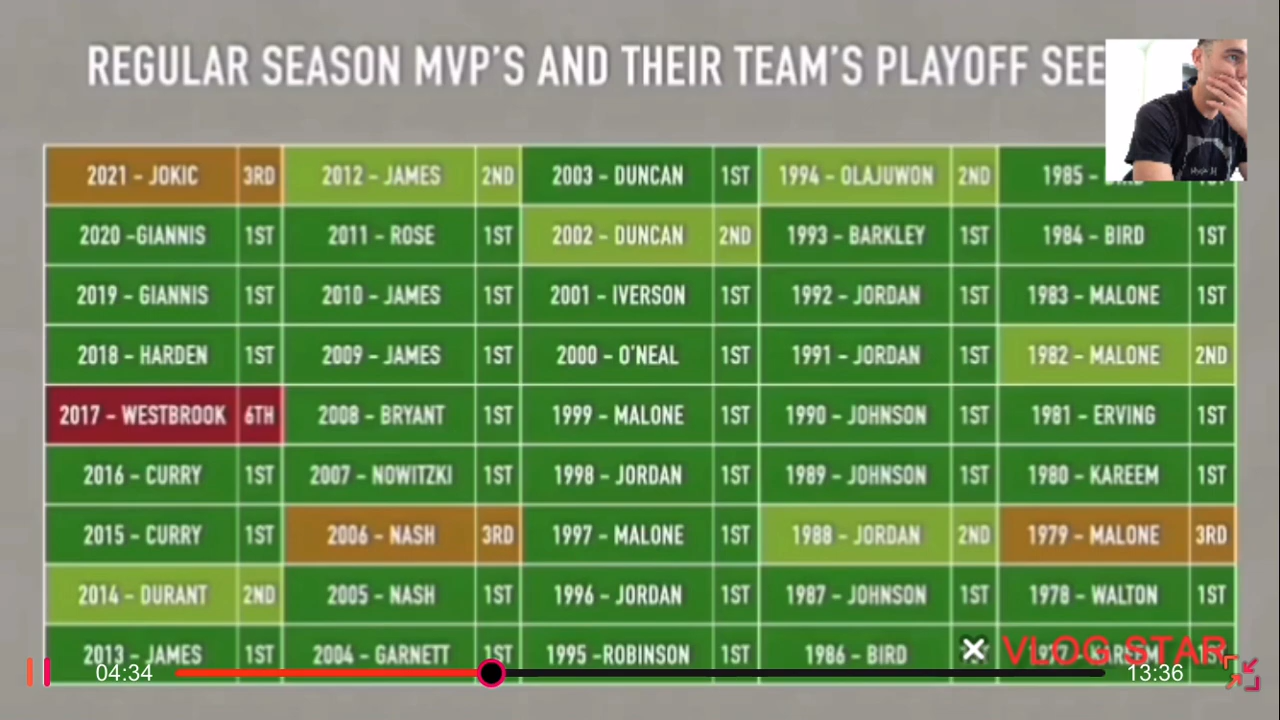 REGULAR SEASON MVP'S AND THEIR TEAM'S PLAYOFF SEE
2021 - JOKIC 3RD 2012 - JAMES 2ND 2003 - DUNCAN 1ST 1994 - OLAJUWON 2ND 1985 -
2020 -GIANNIS 1ST 2011 - ROSE 1ST 2002 - DUNCAN 2ND 1993 - BARKLEY 1ST 1984 - BIRD 1ST
2019 - GIANNIS 1ST 2010 - JAMES 1ST 2001 - IVERSON 1ST 1992 - JORDAN 1ST 1983 - MALONE 1ST
2018 - HARDEN 1ST 2009 - JAMES 1ST 2000 - O'NEAL 1ST 1991 - JORDAN 1ST 1982 - MALONE 2ND
2017 - WESTBROOK 6TH 2008 - BRYANT 1ST 1999 - MALONE 1ST 1990 - JOHNSON 1ST 1981 - ERVING 1ST
2016 - CURRY 1ST 2007 - NOWITZKI 1ST 1998 - JORDAN 1ST 1989 - JOHNSON 1ST 1980 - KAREEM 1ST
2015 - CURRY 1ST 2006 - NASH 3RD 1997 - MALONE 1ST 1988 - JORDAN 2ND 1979 - MALONE 3RD
2014 - DURANT 2ND 2005 - NASH 1ST 1996 - JORDAN 1ST 1987 - JOHNSON 1ST 1978 - WALTON 1ST
2013 - JAMES 1ST 2004 - GARNETT 1ST 1995 -ROBINSON 1ST 1986 - BIRD
VLOG STAR
04:34 13:36